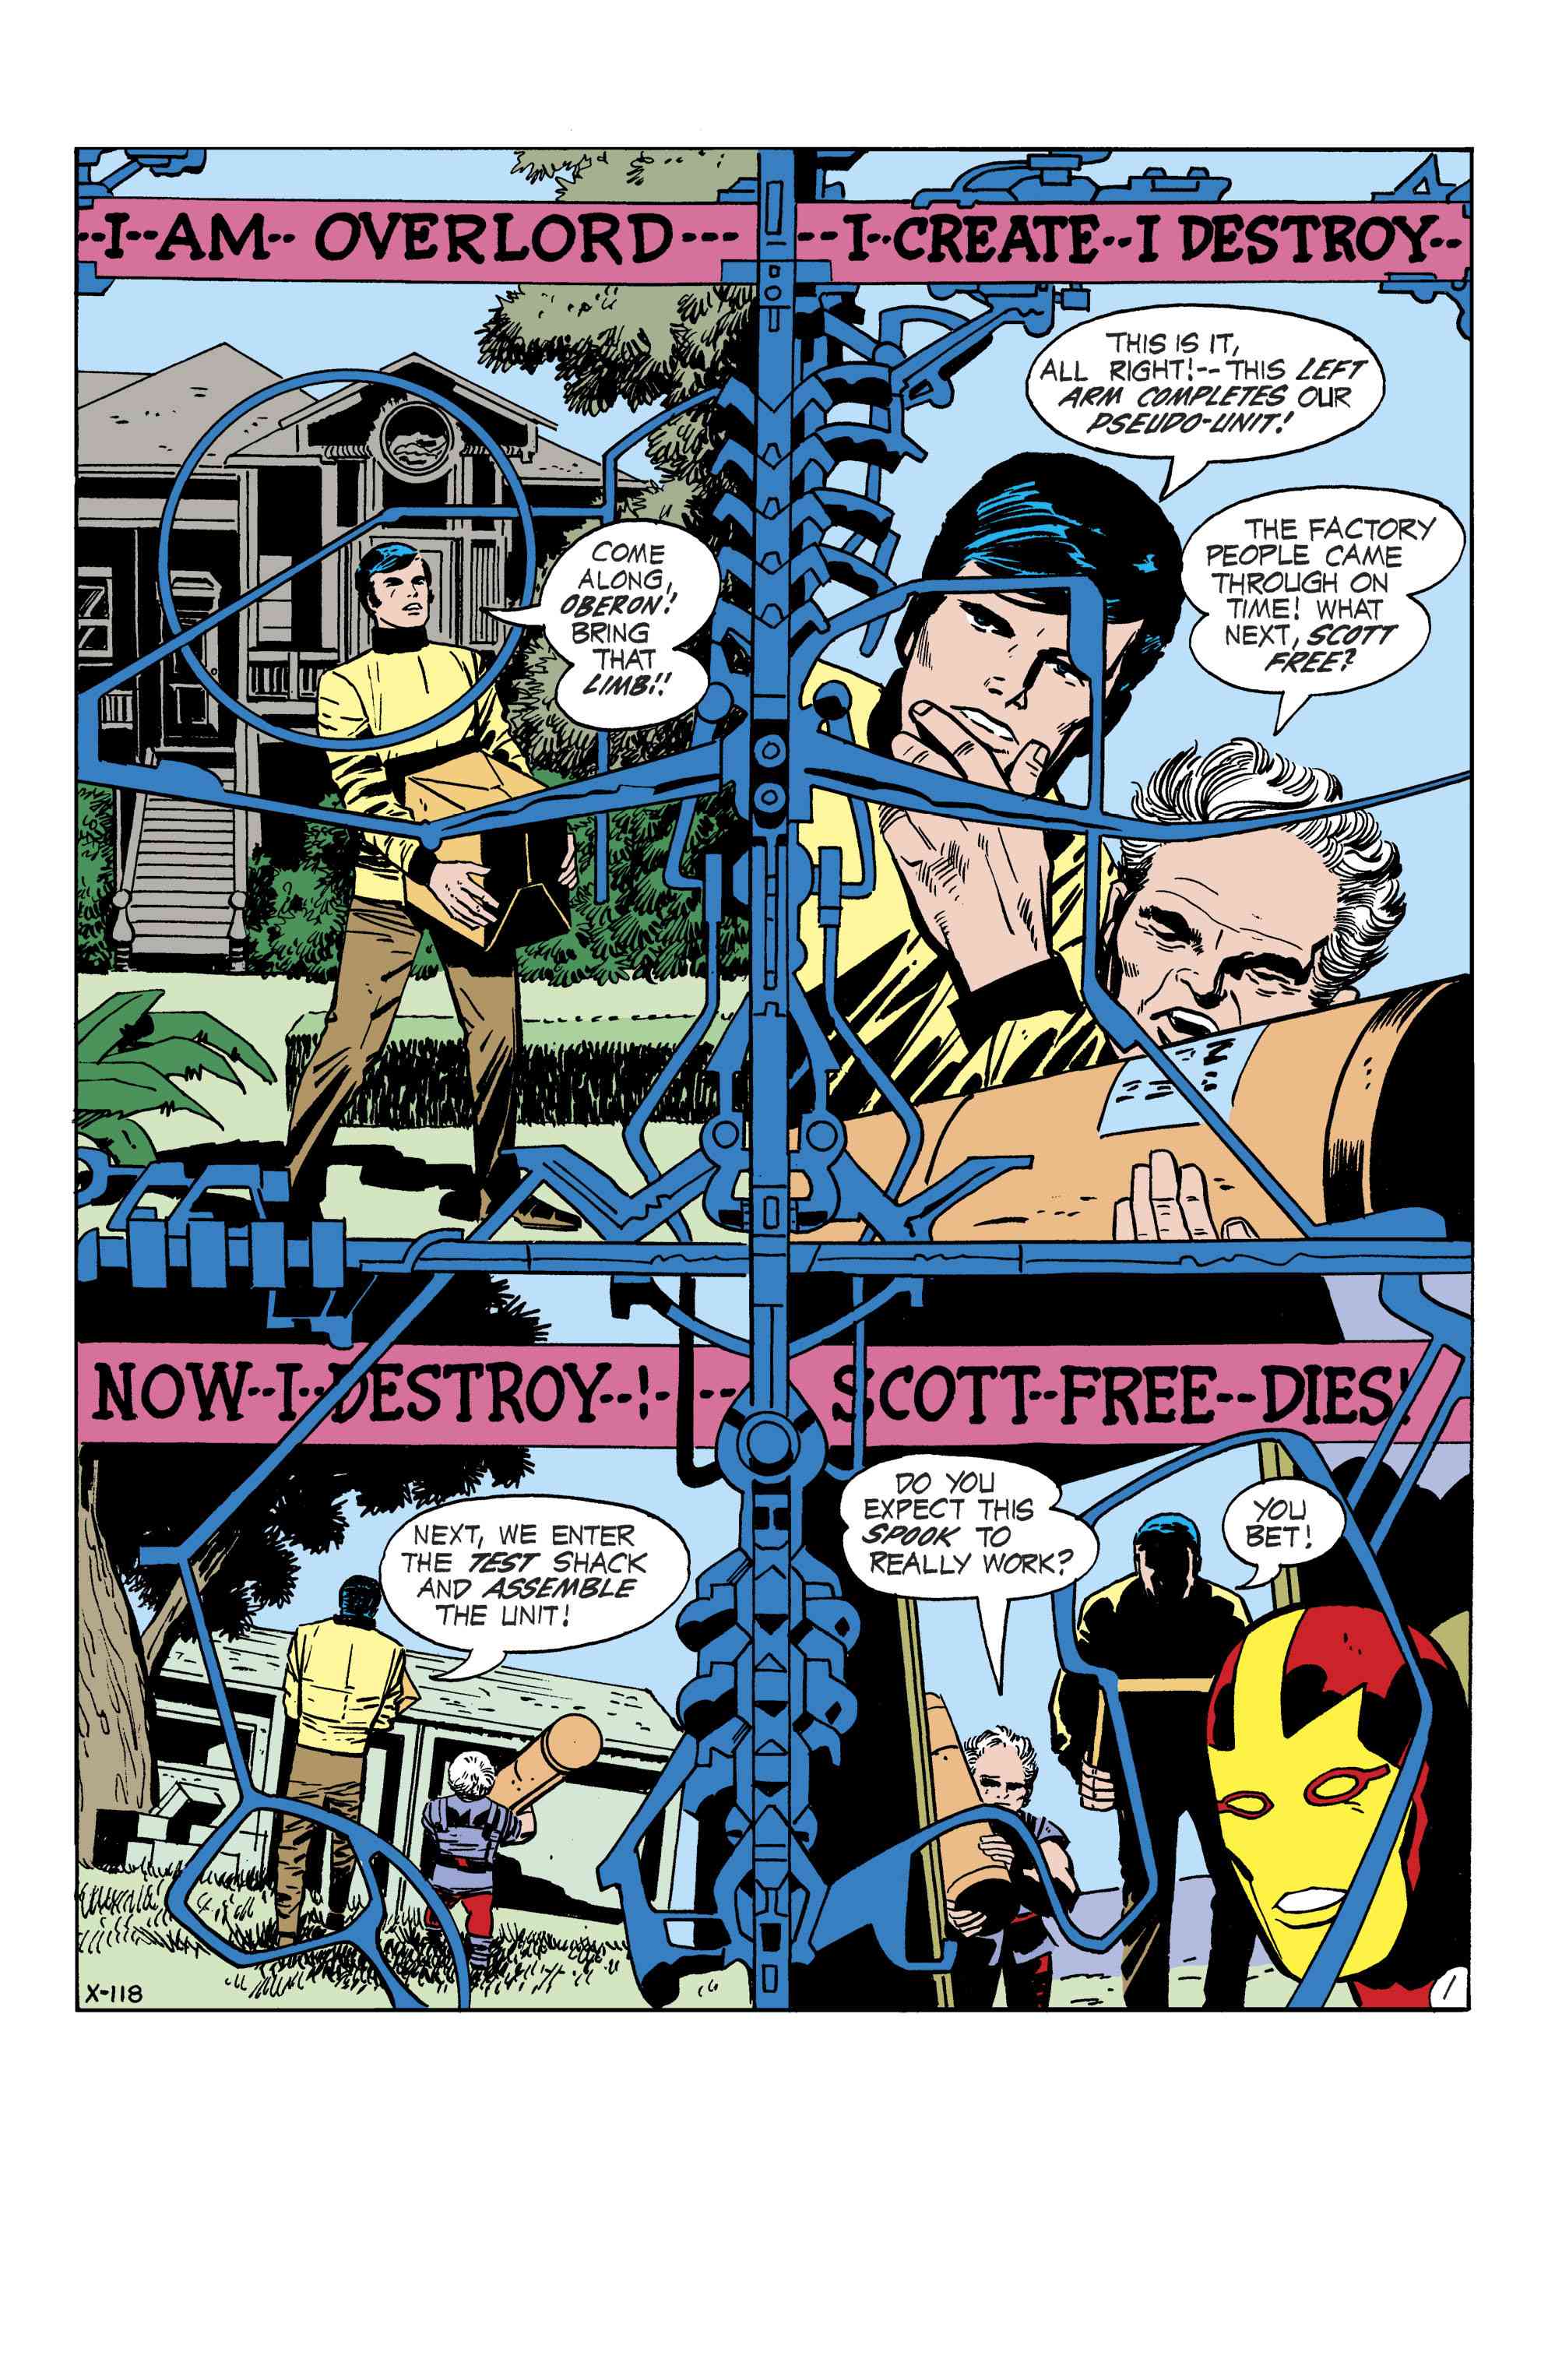 --I--AM-- OVERLORD---
--I--CREATE--I DESTROY--
COME
ALONG,
OBERON!
BRING
THAT
LIMB!!
THIS IS IT,
ALL RIGHT!--THIS LEFT
ARM COMPLETES OUR
PSEUDO-UNIT!
THE FACTORY
PEOPLE CAME
THROUGH ON
TIME! WHAT
NEXT, SCOTT
FREE?
NOW--I--DESTROY--!-I---
SCOTT--FREE--DIES!
NEXT, WE ENTER
THE TEST SHACK
AND ASSEMBLE
THE UNIT!
DO YOU
EXPECT THIS
SPOOK TO
REALLY WORK?
YOU
BET!
X-118
1